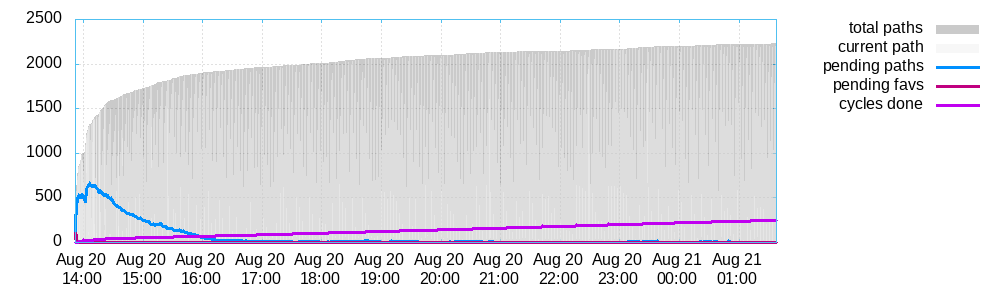 2500
2000
1500
1000
500
0
Aug 20 14:00
Aug 20 15:00
Aug 20 16:00
Aug 20 17:00
Aug 20 18:00
Aug 20 19:00
Aug 20 20:00
Aug 20 21:00
Aug 20 22:00
Aug 20 23:00
Aug 21 00:00
Aug 21 01:00
total paths
current path
pending paths
pending favs
cycles done